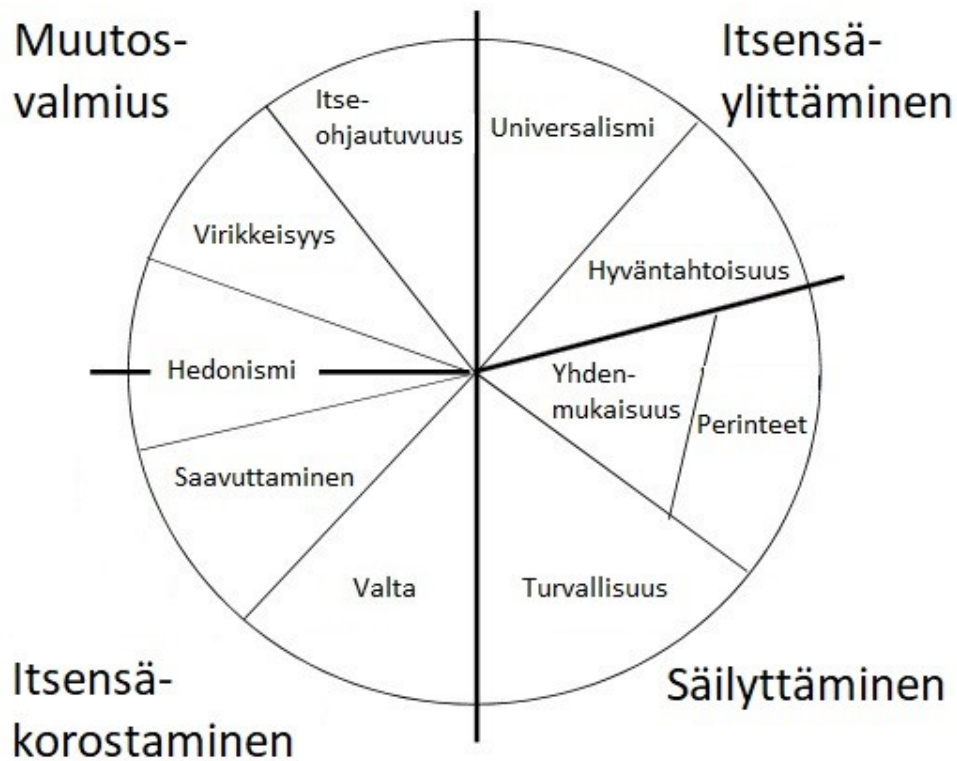 Muutos-
valmius
Itsensä-
ylittäminen
Itse-
ohjautuvuus
Universalismi
Virikkeisyys
Hyväntahtoisuus
Hedonismi
Yhden-
mukaisuus
Perinteet
Saavuttaminen
Valta
Turvallisuus
Itsensä-
korostaminen
Säilyttäminen